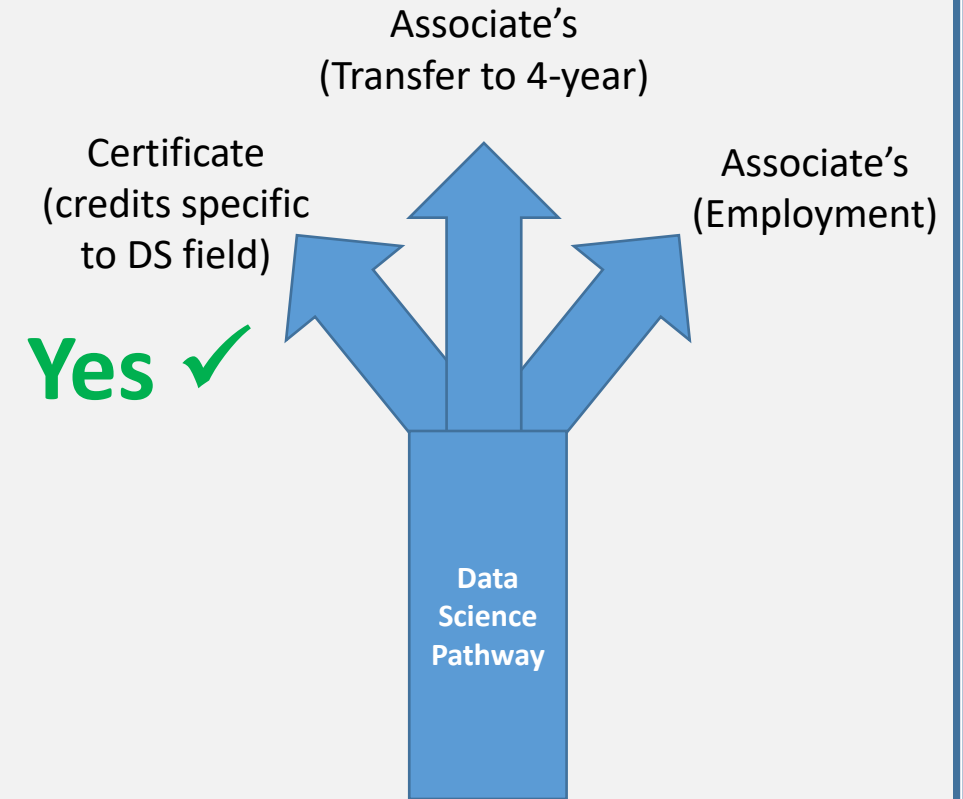 Associate’s
(Transfer to 4-year)
Certificate
(credits specific
to DS field)
Associate’s
(Employment)
Yes ✓
Data
Science
Pathway